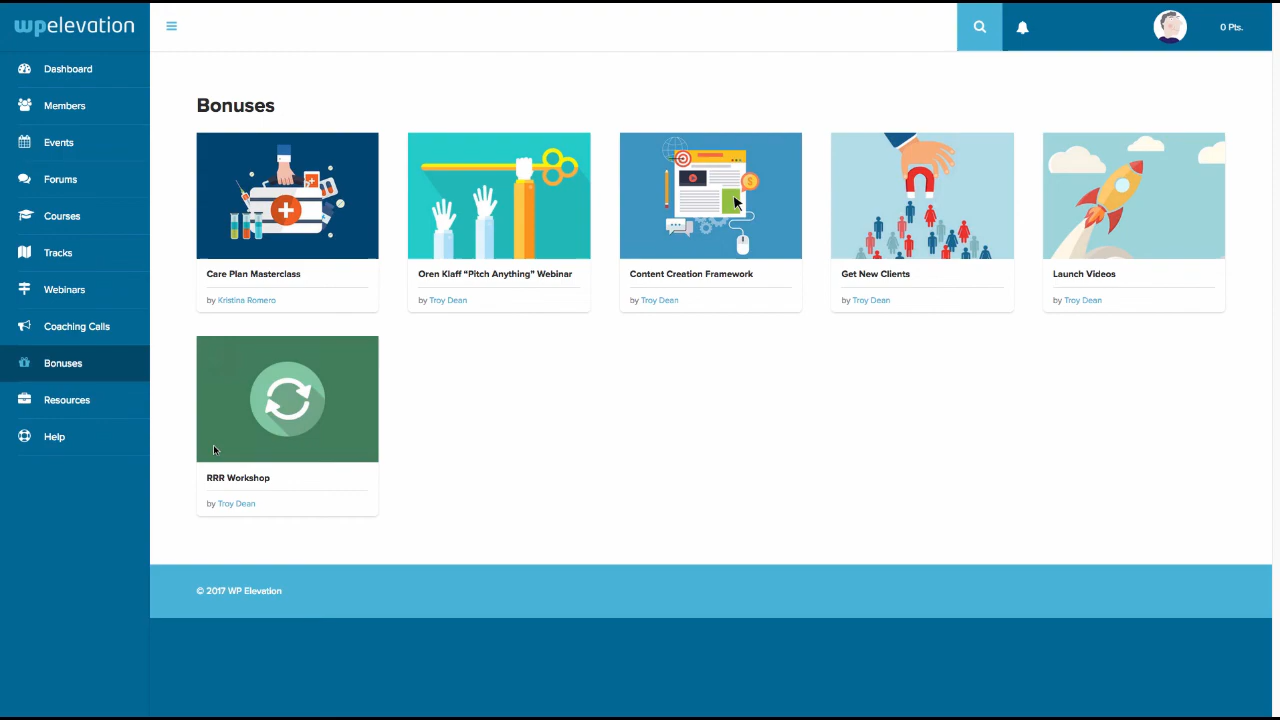 wpelevation
0 Pts.
Dashboard
Members
Events
Forums
Courses
Tracks
Webinars
Coaching Calls
Bonuses
Resources
Help
Bonuses
Care Plan Masterclass
by Kristina Romero
Oren Klaff “Pitch Anything” Webinar
by Troy Dean
Content Creation Framework
by Troy Dean
Get New Clients
by Troy Dean
Launch Videos
by Troy Dean
RRR Workshop
by Troy Dean
© 2017 WP Elevation